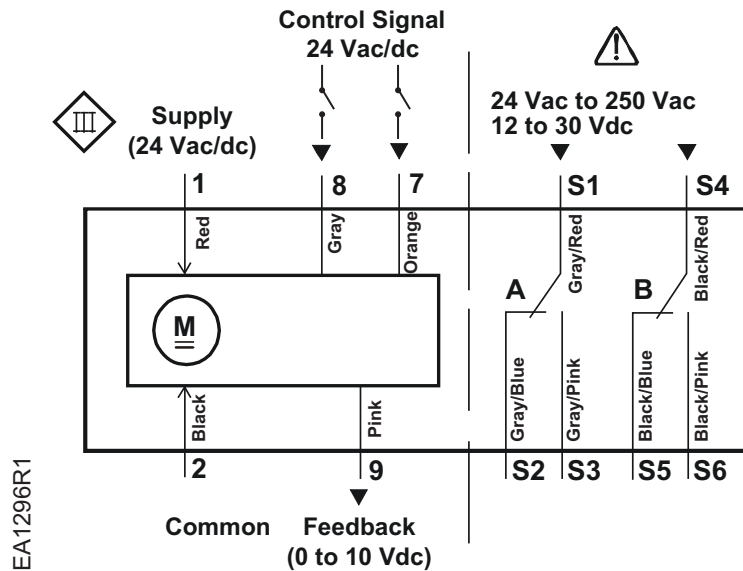 Control Signal
24 Vac/dc
Supply
(24 Vac/dc)
24 Vac to 250 Vac
12 to 30 Vdc
1
8
7
S1
S4
Red
Gray
Orange
Gray/Red
Black/Red
A
B
M
Black
Pink
Gray/Blue
Gray/Pink
Black/Blue
Black/Pink
2
9
S2
S3
S5
S6
Common
Feedback
(0 to 10 Vdc)
EA1296R1
III
!